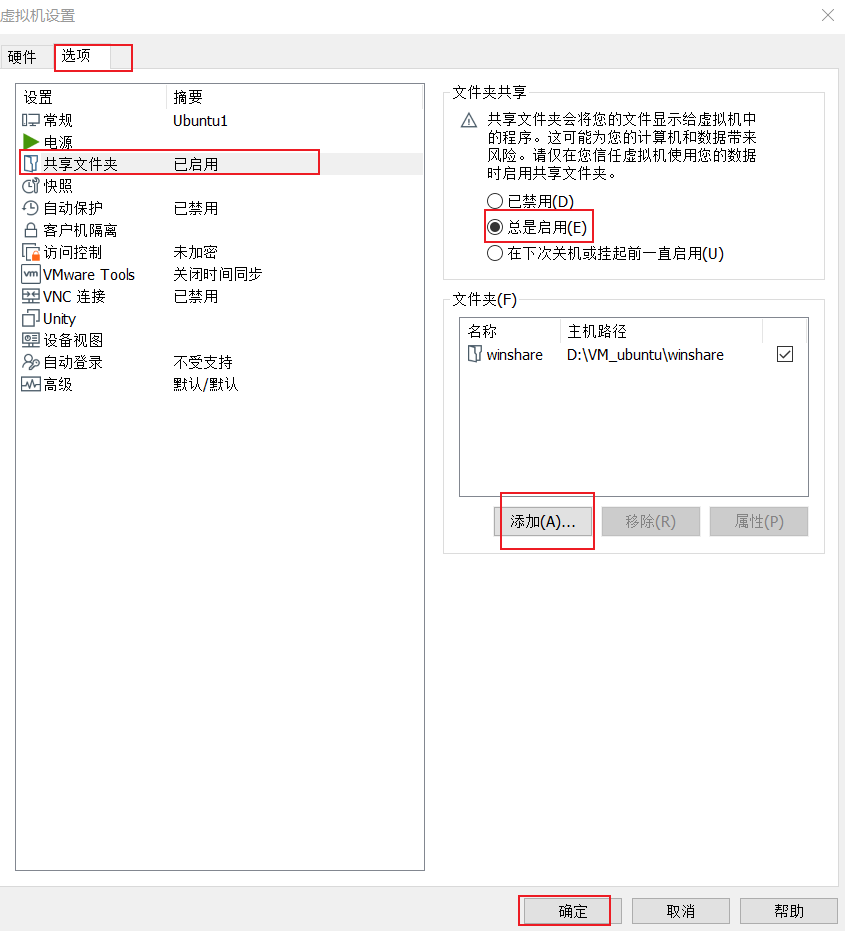 虚拟机设置
硬件 选项
设置 摘要
常规 Ubuntu1
电源
共享文件夹 已启用
快照
自动保护 已禁用
客户机隔离
访问控制 未加密
vm VMware Tools 关闭时间同步
VNC 连接 已禁用
Unity
设备视图
自动登录 不受支持
高级 默认/默认
文件夹共享
共享文件夹会将您的文件显示给虚拟机中
的程序。这可能为您的计算机和数据带来
风险。请仅在您信任虚拟机使用您的数据
时启用共享文件夹。
已禁用(D)
总是启用(E)
在下次关机或挂起前一直启用(U)
文件夹(F)
名称 主机路径
winshare D:\VM_ubuntu\winshare
添加(A)... 移除(R) 属性(P)
确定 取消 帮助